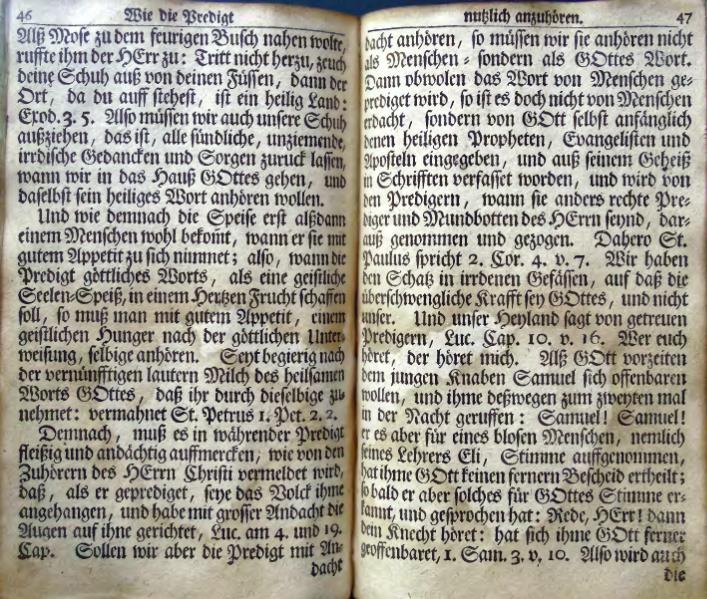 46 Wie die Predigt
Alß Mose zu dem feurigen Busch nahen wolte,
ruffte ihm der HErr zu: Tritt nicht herzu, zeuch
deine Schuh auß von deinen Füssen, dann der
Ort, da du auff stehest, ist ein heilig Land:
Exod. 3. 5. Also müssen wir auch unsere Schuh
außziehen, das ist, alle sündliche, unziemende,
irrdische Gedancken und Sorgen zuruck lassen,
wann wir in das Hauß GOttes gehen, und
daselbst sein heiliges Wort anhören wollen.
Und wie demnach die Speise erst alßdann
einem Menschen wohl bekomt, wann er sie mit
gutem Appetit zu sich nimmet; also, wann die
Predigt göttliches Worts, als eine geistliche
Seelen-Speiß, in einem Hertzen Frucht schaffen
soll, so muß man mit gutem Appetit, einem
geistlichen Hunger nach der göttlichen Unter-
weisung, selbige anhören. Seyt begierig nach
der vernünfftigen lautern Milch des heilsamen
Worts GOttes, daß ihr durch dieselbige zu-
nehmet: vermahnet St. Petrus 1. Pet. 2. 2.
Demnach, muß es in währender Predigt
fleißig und andächtig auffmercken, wie von den
Zuhörern des HErrn Christi vermeldet wird,
daß, als er geprediget, seye das Volck ihme
angehangen, und habe mit grosser Andacht die
Augen auf ihne gerichtet, Luc. am 4. und 19.
Cap. Sollen wir aber die Predigt mit An-
dacht
nutzlich anzuhören. 47
dacht anhören, so müssen wir sie anhören nicht
als Menschen- sondern als GOttes Wort.
Dann obwolen das Wort von Menschen ge-
prediget wird, so ist es doch nicht von Menschen
erdacht, sondern von GOtt selbst anfänglich
denen heiligen Propheten, Evangelisten und
Aposteln eingegeben, und auß seinem Geheiß
in Schrifften verfasset worden, und wird von
den Predigern, wann sie anders rechte Pre-
diger und Mundbotten des HErrn seynd, dar-
auß genommen und gezogen. Dahero St.
Paulus spricht 2. Cor. 4. v. 7. Wir haben
den Schatz in irrdenen Gefässen, auf daß die
überschwengliche Krafft sey GOttes, und nicht
unser. Und unser Heyland sagt von getreuen
Predigern, Luc. Cap. 10. v. 16. Wer euch
höret, der höret mich. Alß GOtt vorzeiten
dem jungen Knaben Samuel sich offenbaren
wollen, und ihme deßwegen zum zweyten mal
in der Nacht geruffen: Samuel! Samuel!
er es aber für eines blosen Menschen, nemlich
seines Lehrers Eli, Stimme auffgenommen,
hat ihme GOtt keinen fernern Bescheid ertheilt;
so bald er aber solches für GOttes Stimme er-
kannt, und gesprochen hat: Rede, HErr! dann
dein Knecht höret: hat sich ihme GOtt ferner
geoffenbaret, 1. Sam. 3. v. 10. Also wird auch
die